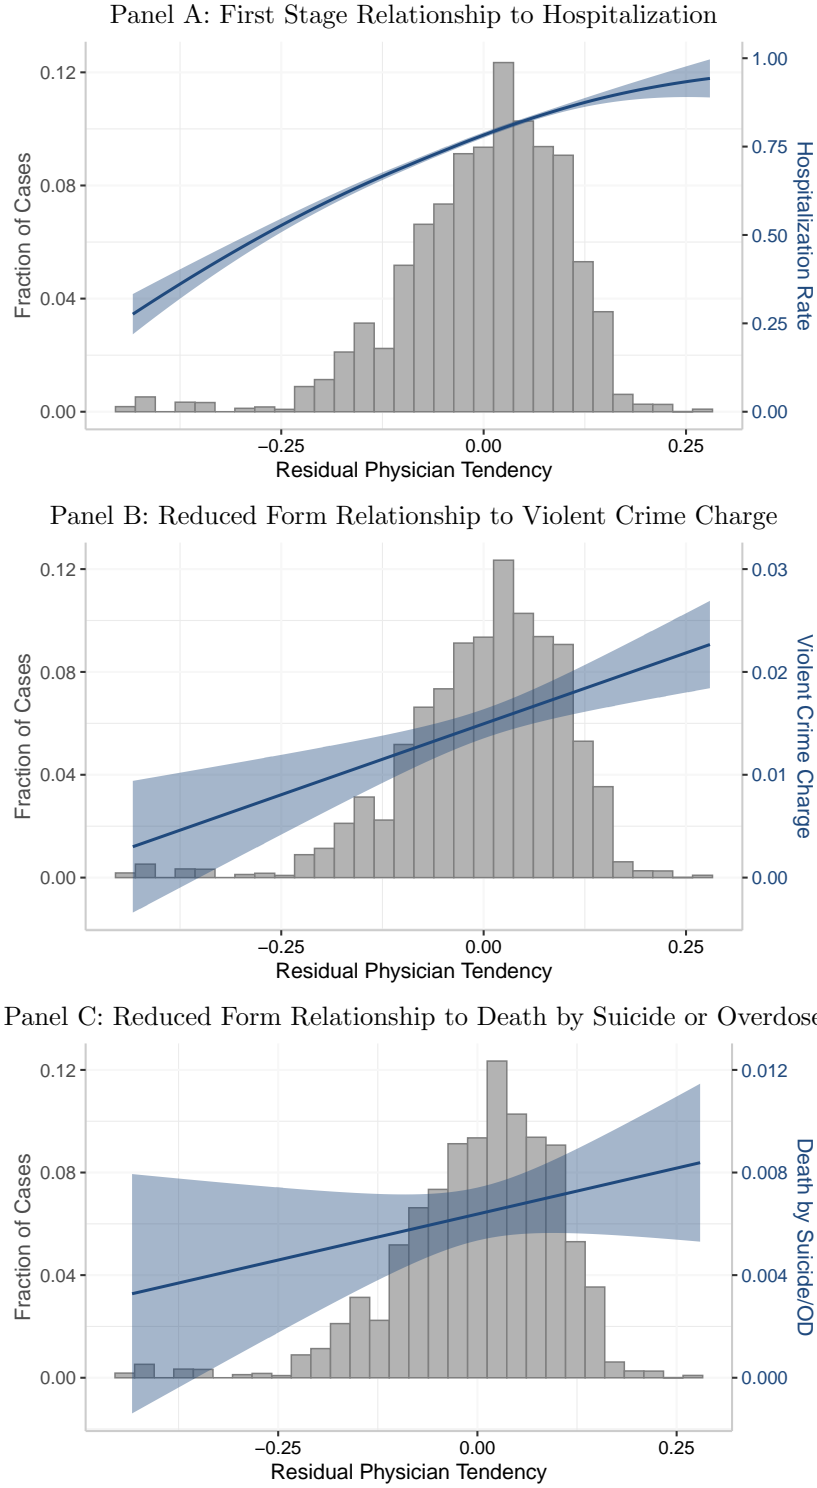 Panel A: First Stage Relationship to Hospitalization
Fraction of Cases
0.12
0.08
0.04
0.00
1.00
0.75
0.50
0.25
0.00
Hospitalization Rate
−0.25 0.00 0.25
Residual Physician Tendency
Panel B: Reduced Form Relationship to Violent Crime Charge
Fraction of Cases
0.12
0.08
0.04
0.00
0.03
0.02
0.01
0.00
Violent Crime Charge
−0.25 0.00 0.25
Residual Physician Tendency
Panel C: Reduced Form Relationship to Death by Suicide or Overdose
Fraction of Cases
0.12
0.08
0.04
0.00
0.012
0.008
0.004
0.000
Death by Suicide/OD
−0.25 0.00 0.25
Residual Physician Tendency